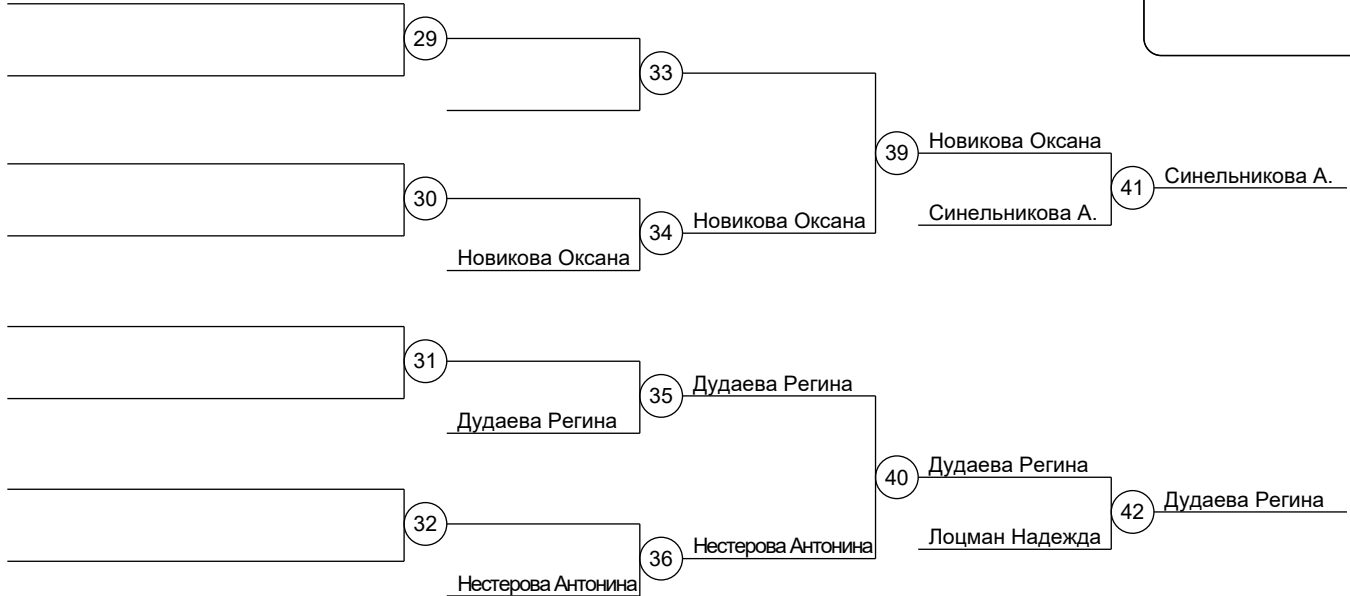 29
33
39
Новикова Оксана
41
Синельникова А.
30
34
Новикова Оксана
Синельникова А.
Новикова Оксана
31
35
Дудаева Регина
Дудаева Регина
40
Дудаева Регина
42
Дудаева Регина
32
36
Нестерова Антонина
Лоцман Надежда
Нестерова Антонина